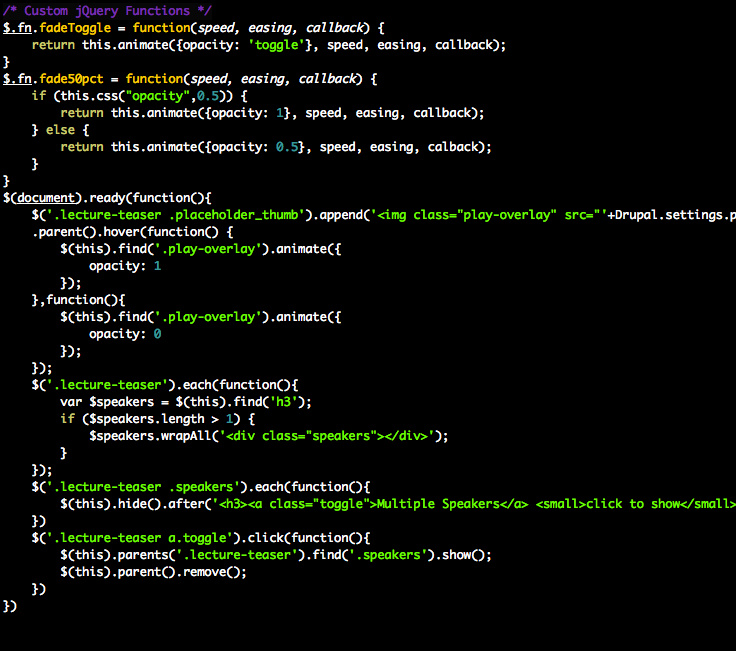 /* Custom jQuery Functions */
$.fn.fadeToggle = function(speed, easing, callback) {
    return this.animate({opacity: 'toggle'}, speed, easing, callback);
}
$.fn.fade50pct = function(speed, easing, callback) {
    if (this.css("opacity",0.5)) {
        return this.animate({opacity: 1}, speed, easing, callback);
    } else {
        return this.animate({opacity: 0.5}, speed, easing, calback);
    }
}
$(document).ready(function(){
    $('.lecture-teaser .placeholder_thumb').append('<img class="play-overlay" src="'+Drupal.settings.p
    .parent().hover(function() {
        $(this).find('.play-overlay').animate({
            opacity: 1
        });
    },function(){
        $(this).find('.play-overlay').animate({
            opacity: 0
        });
    });
    $('.lecture-teaser').each(function(){
        var $speakers = $(this).find('h3');
        if ($speakers.length > 1) {
            $speakers.wrapAll('<div class="speakers"></div>');
        }
    });
    $('.lecture-teaser .speakers').each(function(){
        $(this).hide().after('<h3><a class="toggle">Multiple Speakers</a> <small>click to show</small>
    })
    $('.lecture-teaser a.toggle').click(function(){
        $(this).parents('.lecture-teaser').find('.speakers').show();
        $(this).parent().remove();
    })
})